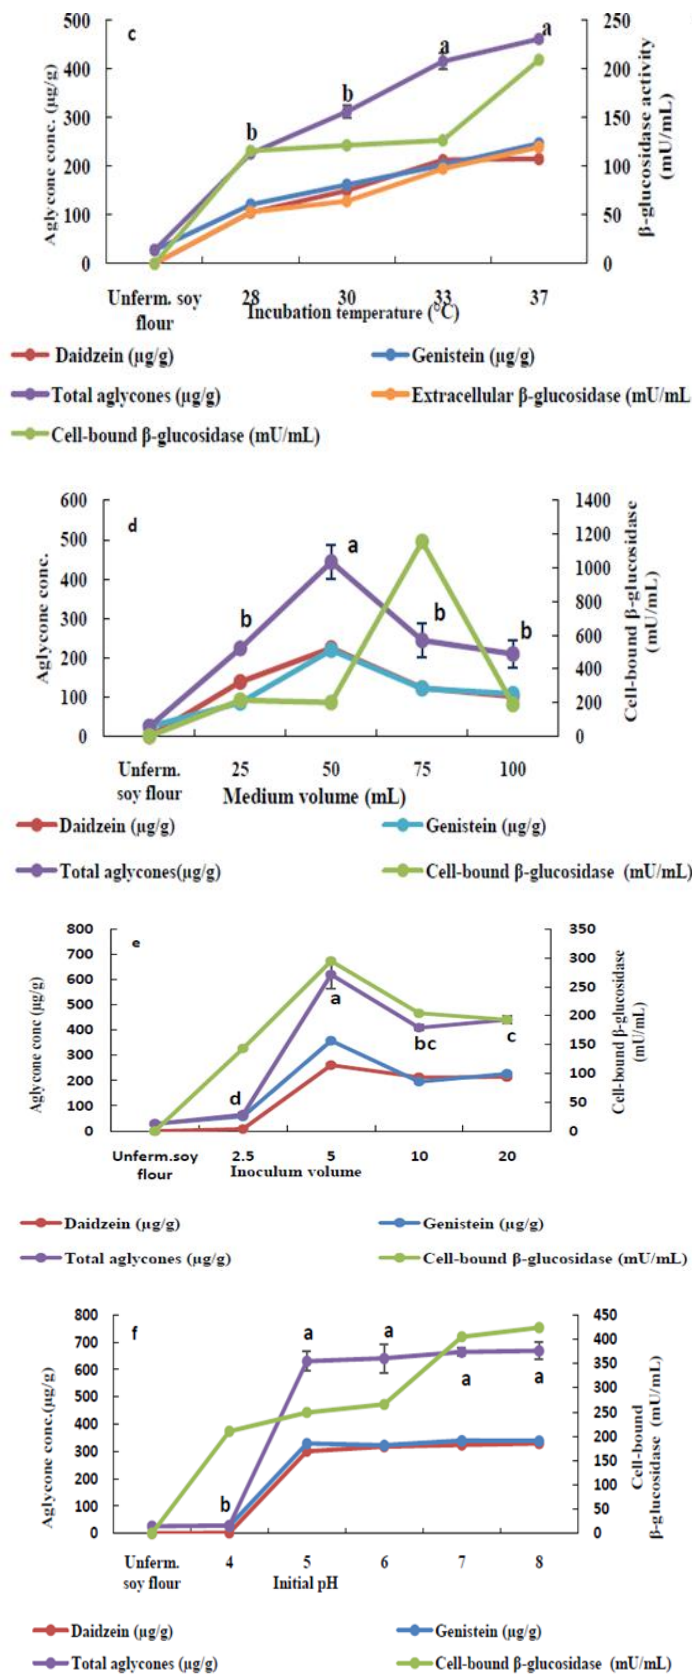 c
500
400
300
200
100
0
Aglycone conc. (µg/g)
250
200
150
100
50
0
β-glucosidase activity
(mU/mL)
b
b
a
a
Unferm. soy
flour
28
30
33
37
Incubation temperature (°C)
Daidzein (µg/g)
Genistein (µg/g)
Total aglycones (µg/g)
Extracellular β-glucosidase (mU/mL
Cell-bound β-glucosidase (mU/mL)
d
600
500
400
300
200
100
0
Aglycone conc.
1400
1200
1000
800
600
400
200
0
Cell-bound β-glucosidase
(mU/mL)
b
a
b
b
Unferm.
soy flour
25
50
75
100
Medium volume (mL)
Daidzein (µg/g)
Genistein (µg/g)
Total aglycones(µg/g)
Cell-bound β-glucosidase (mU/mL)
e
800
700
600
500
400
300
200
100
0
Aglycone conc (µg/g)
350
300
250
200
150
100
50
0
Cell-bound β-glucosidase
(mU/mL)
d
a
bc
c
Unferm.soy
flour
2.5
5
10
20
Inoculum volume
Daidzein (µg/g)
Genistein (µg/g)
Total aglycones (µg/g)
Cell-bound β-glucosidase (mU/mL)
f
800
700
600
500
400
300
200
100
0
Aglycone conc.(µg/g)
450
400
350
300
250
200
150
100
50
0
Cell-bound
β-glucosidase (mU/mL)
b
a
a
a
a
Unferm.
soy flour
4
5
6
7
8
Initial pH
Daidzein (µg/g)
Genistein (µg/g)
Total aglycones (µg/g)
Cell-bound β-glucosidase (mU/mL)